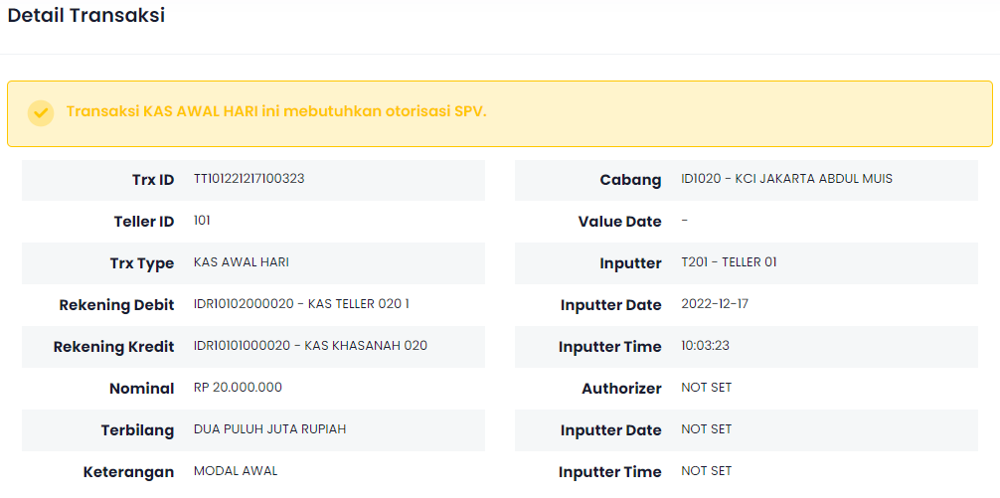 Detail Transaksi
Transaksi KAS AWAL HARI ini mebutuhkan otorisasi SPV.
Trx ID TT101221217100323 Cabang ID1020 - KCI JAKARTA ABDUL MUIS
Teller ID 101 Value Date -
Trx Type KAS AWAL HARI Inputter T201 - TELLER 01
Rekening Debit IDR10102000020 - KAS TELLER 020 1 Inputter Date 2022-12-17
Rekening Kredit IDR10101000020 - KAS KHASANAH 020 Inputter Time 10:03:23
Nominal RP 20.000.000 Authorizer NOT SET
Terbilang DUA PULUH JUTA RUPIAH Inputter Date NOT SET
Keterangan MODAL AWAL Inputter Time NOT SET